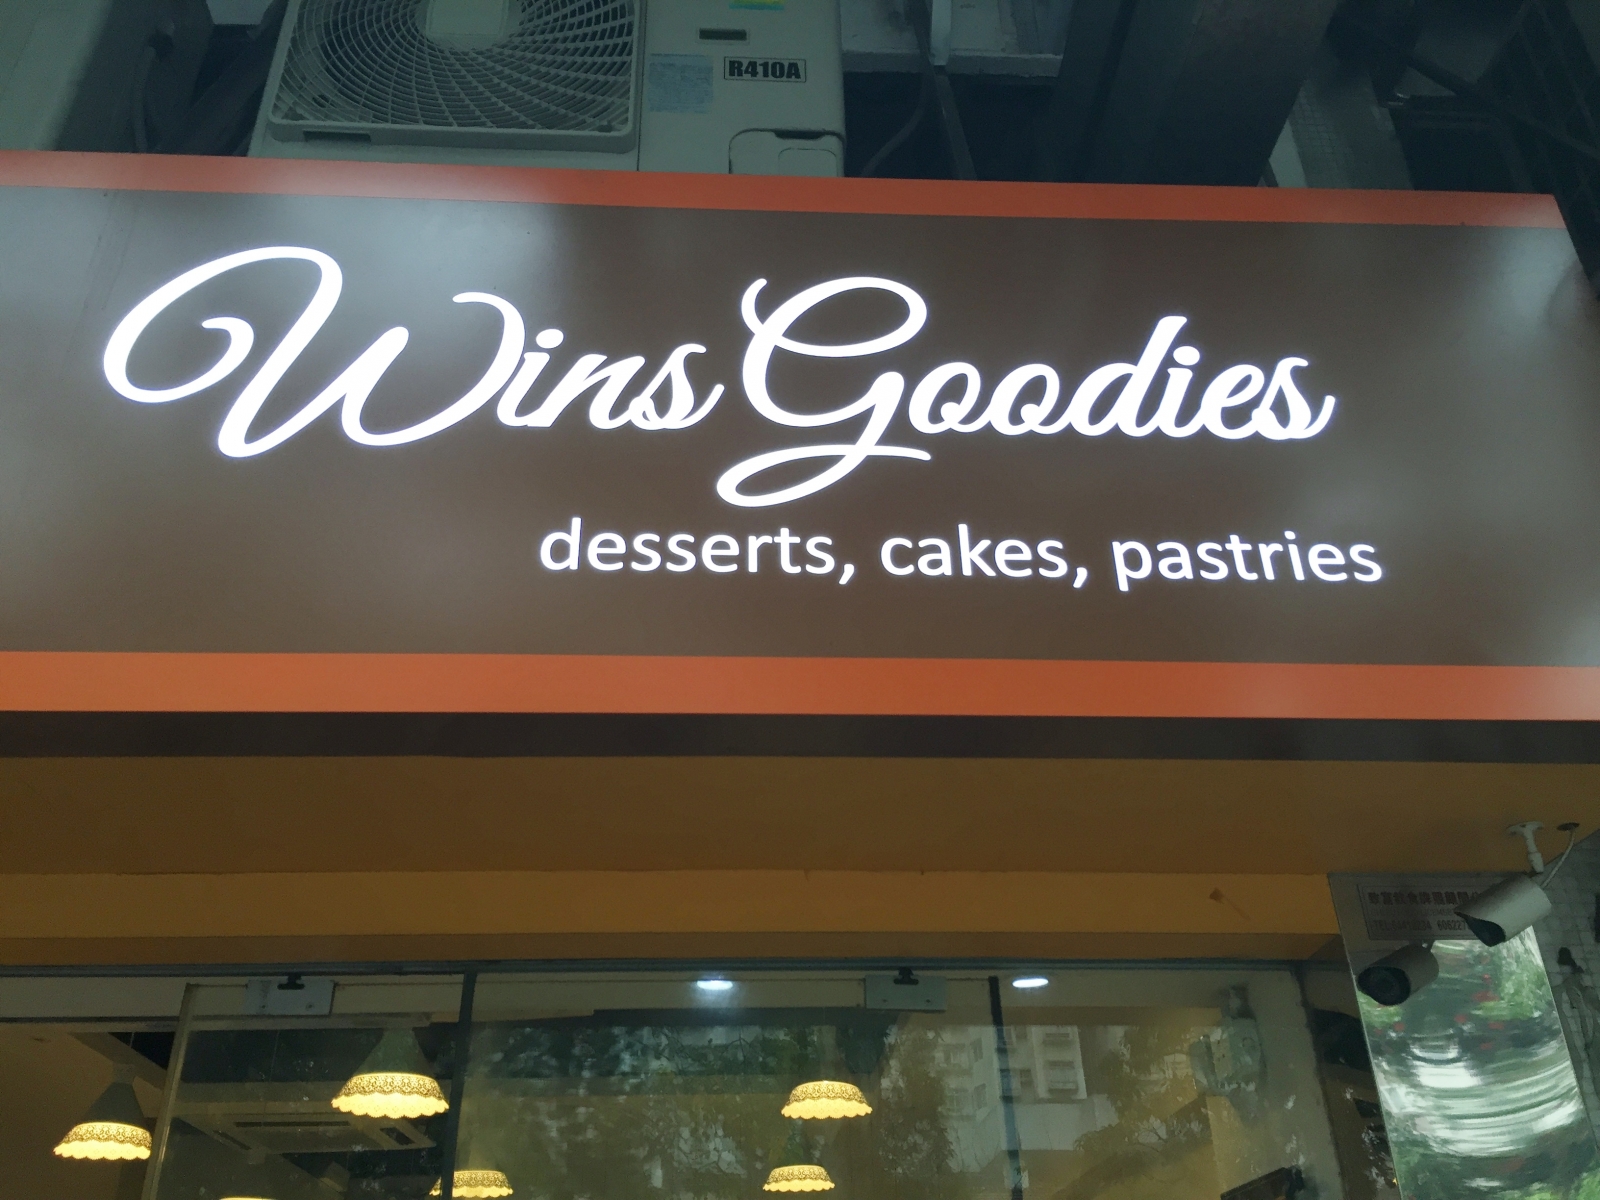 R410A
Wins Goodies
desserts, cakes, pastries